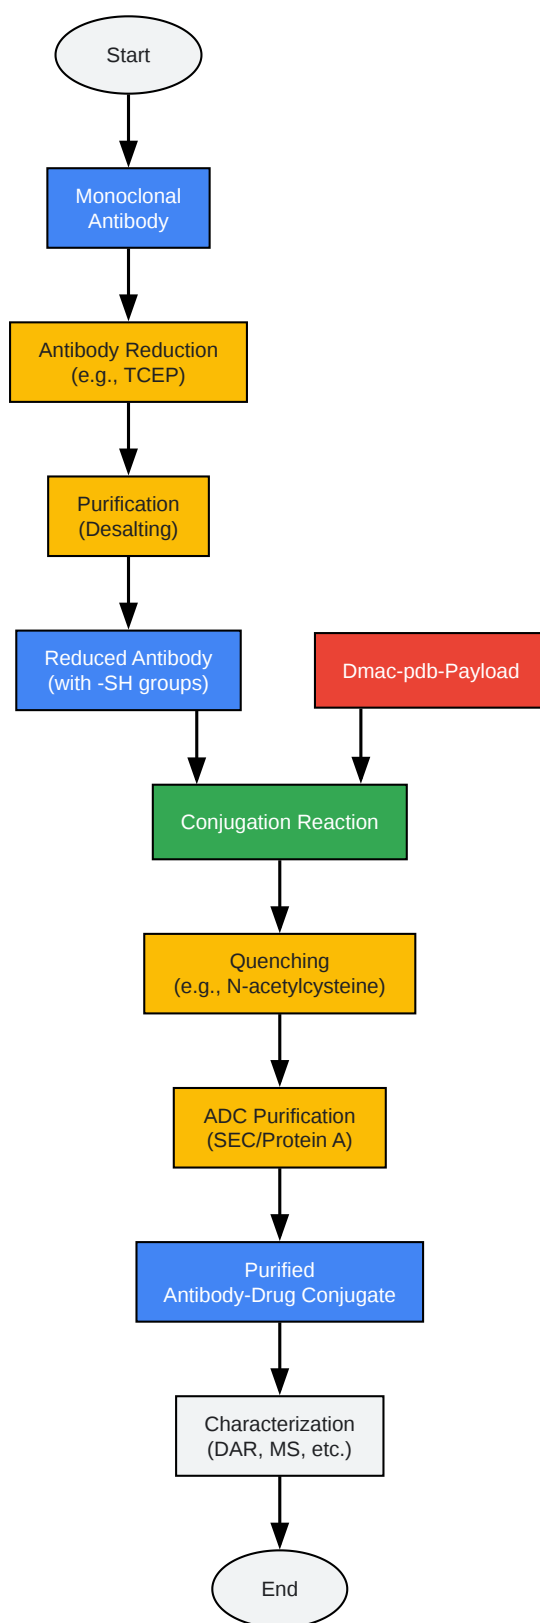 Start
Monoclonal
Antibody
Antibody Reduction
(e.g., TCEP)
Purification
(Desalting)
Reduced Antibody
(with -SH groups)
Dmac-pdb-Payload
Conjugation Reaction
Quenching
(e.g., N-acetylcysteine)
ADC Purification
(SEC/Protein A)
Purified
Antibody-Drug Conjugate
Characterization
(DAR, MS, etc.)
End